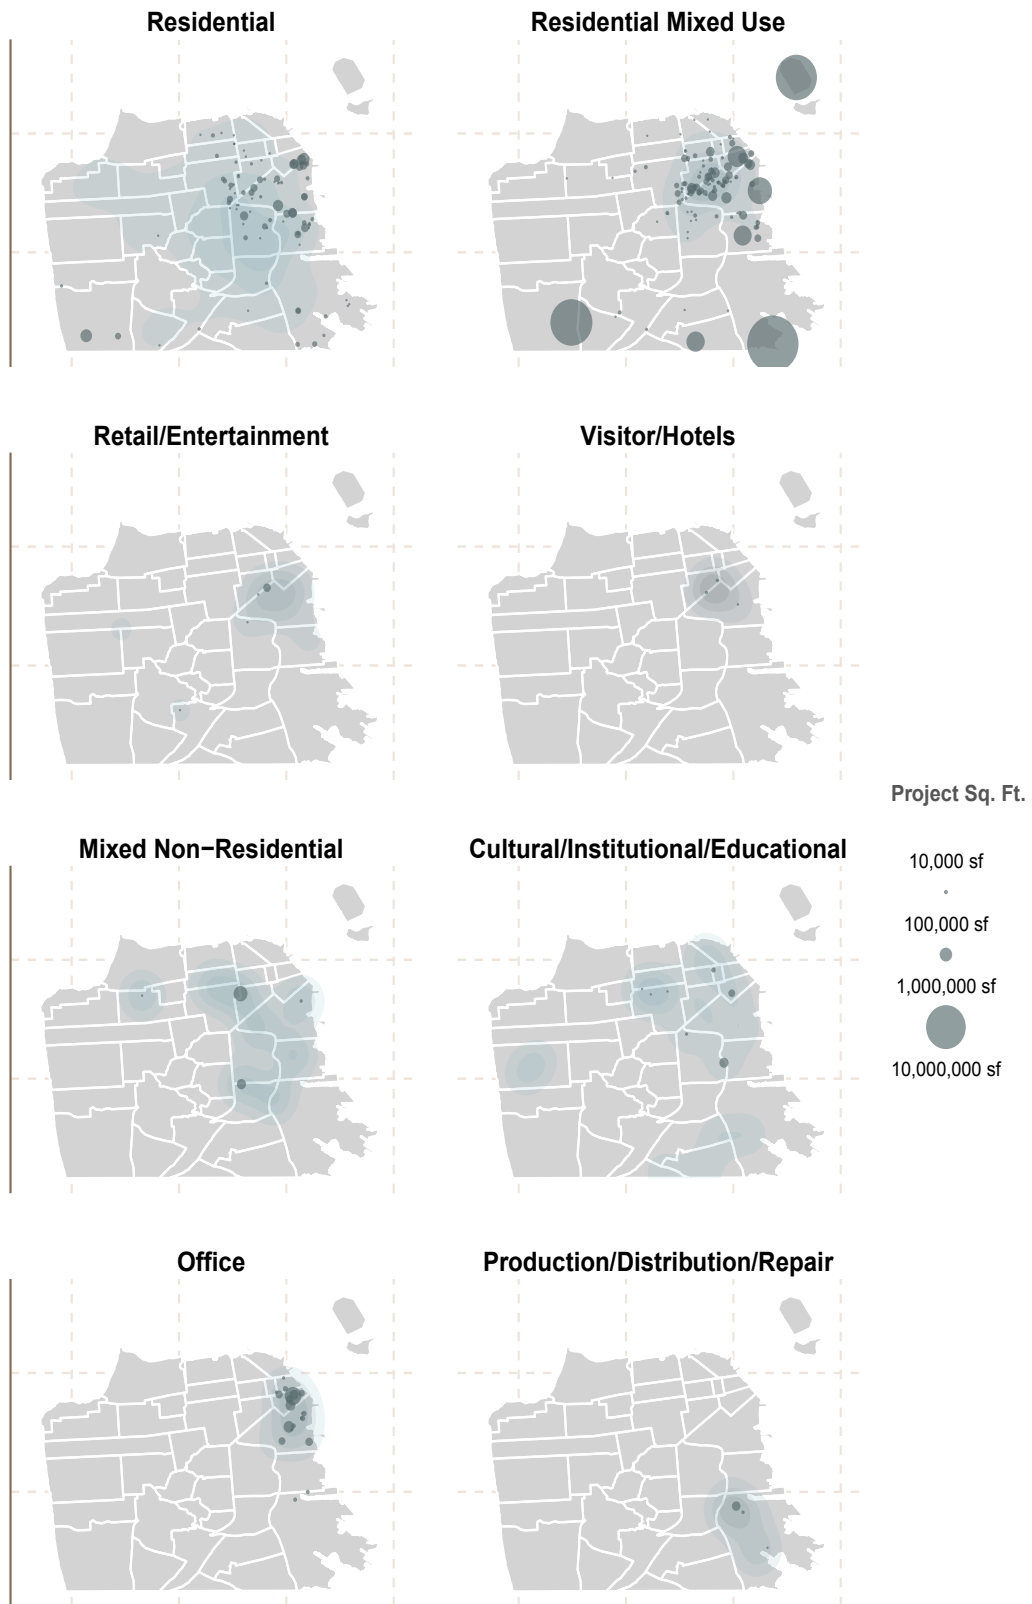 Residential
Residential Mixed Use
Retail/Entertainment
Visitor/Hotels
Project Sq. Ft.
10,000 sf
100,000 sf
1,000,000 sf
10,000,000 sf
Mixed Non−Residential
Cultural/Institutional/Educational
Office
Production/Distribution/Repair